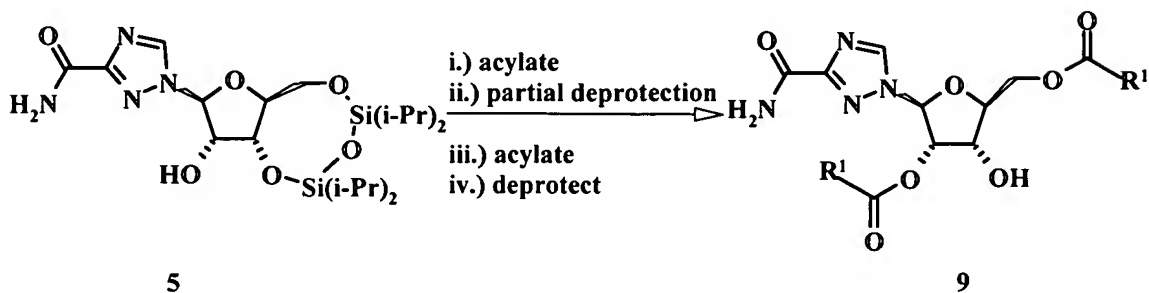 O
N
N
N
H₂N
O
O
Si(i-Pr)₂
O
HO
O
Si(i-Pr)₂
i.) acylate
ii.) partial deprotection
iii.) acylate
iv.) deprotect
O
N
N
N
H₂N
O
O
O
R¹
R¹
O
OH
O
5
9